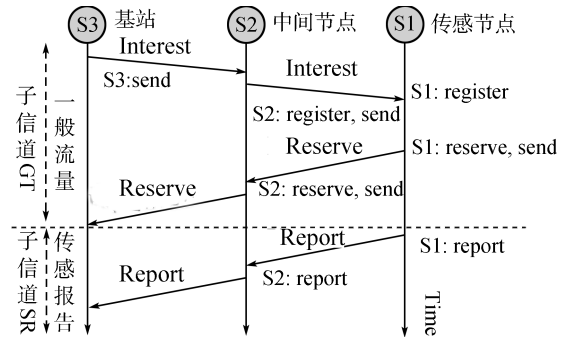 S3 基站
S2 中间节点
S1 传感节点
Interest
S3:send
Interest
S1: register
S2: register, send
Reserve
S1: reserve, send
Reserve
S2: reserve, send
子信道GT
一般流量
Report
S1: report
Report
S2: report
子信道SR
传感报告
Time